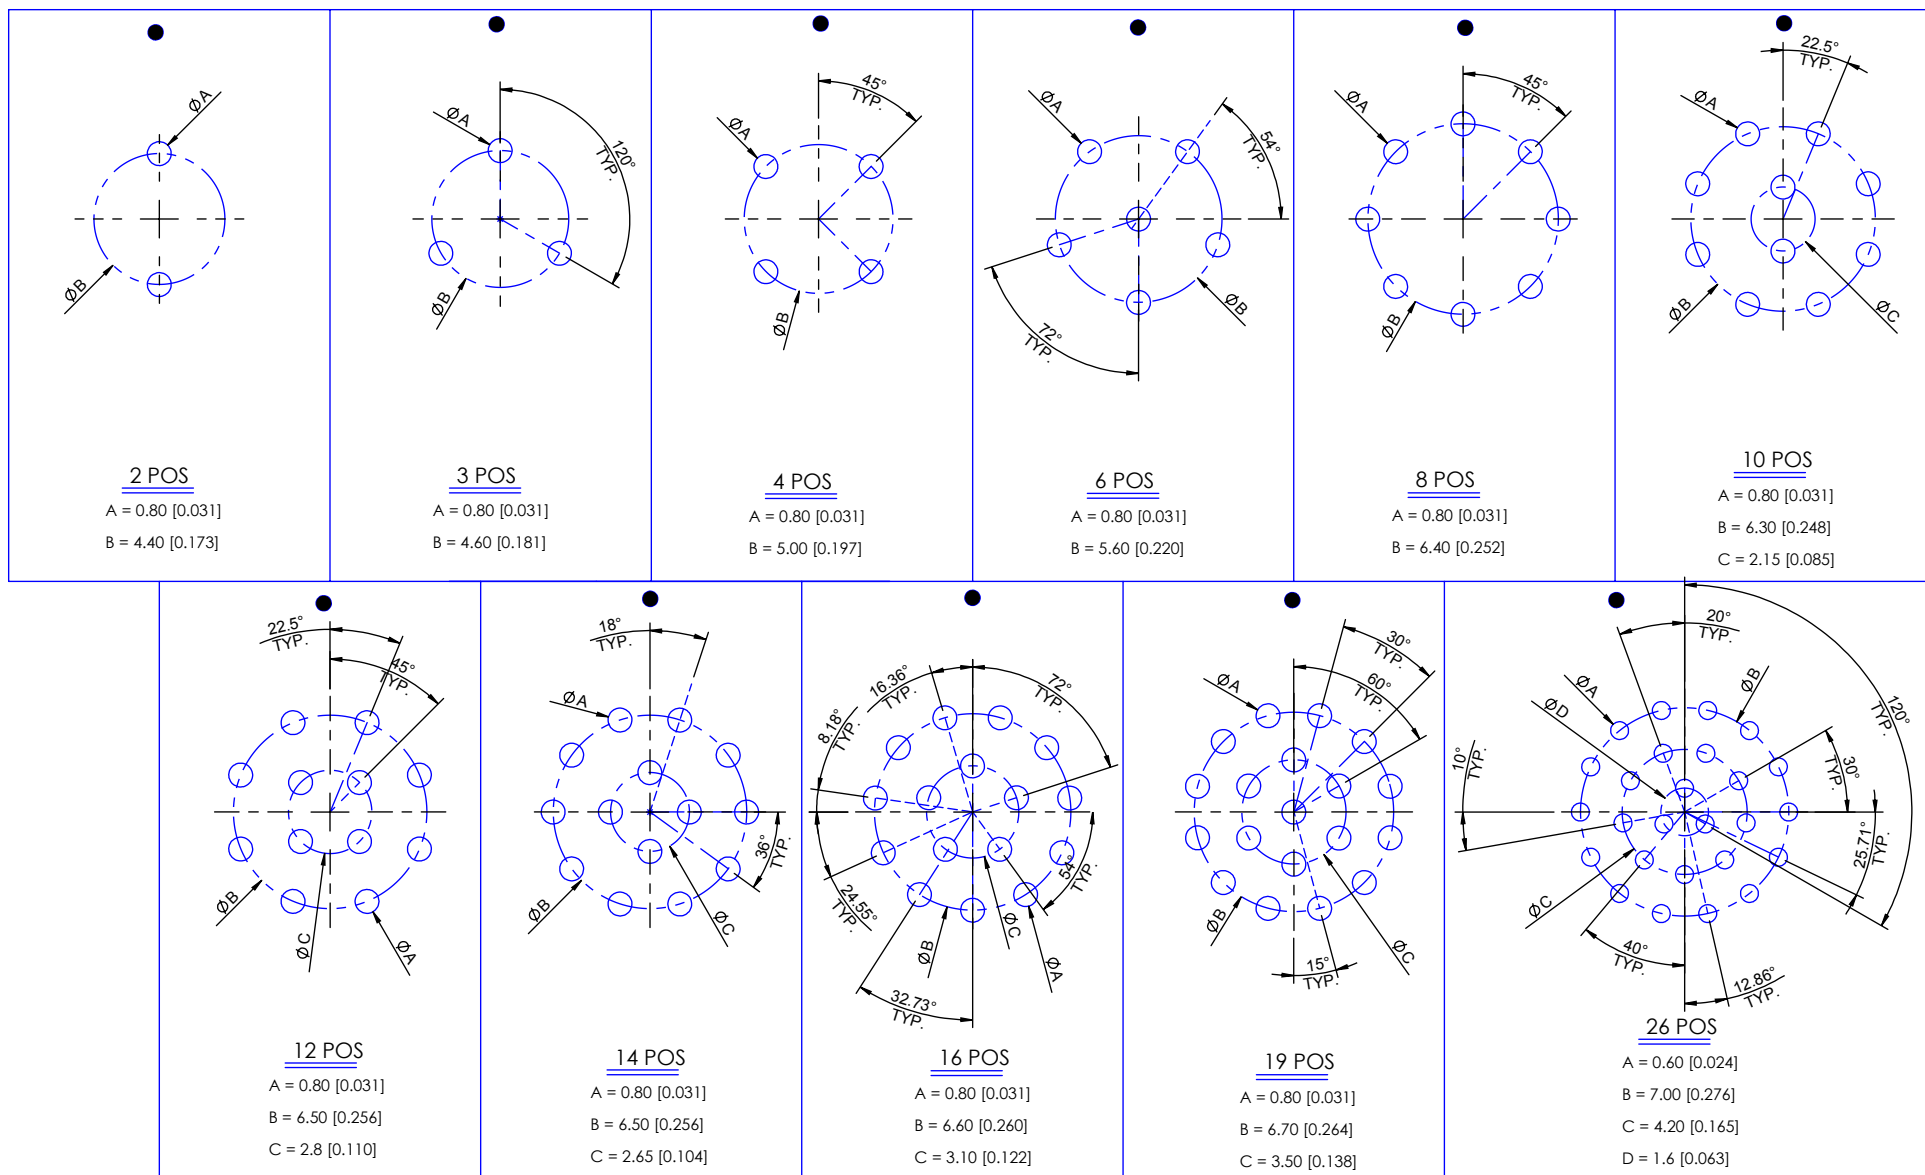 ØA
ØB
2 POS
A = 0.80 [0.031]
B = 4.40 [0.173]
ØA
120°
TYP.
ØB
3 POS
A = 0.80 [0.031]
B = 4.60 [0.181]
45°
TYP.
ØA
ØB
4 POS
A = 0.80 [0.031]
B = 5.00 [0.197]
ØA
54°
TYP.
ØB
72°
TYP.
6 POS
A = 0.80 [0.031]
B = 5.60 [0.220]
45°
TYP.
ØA
ØB
8 POS
A = 0.80 [0.031]
B = 6.40 [0.252]
22.5°
TYP.
ØA
ØB
ØC
10 POS
A = 0.80 [0.031]
B = 6.30 [0.248]
C = 2.15 [0.085]
22.5°
TYP.
45°
TYP.
ØB
ØC
ØA
12 POS
A = 0.80 [0.031]
B = 6.50 [0.256]
C = 2.8 [0.110]
18°
TYP.
ØA
36°
TYP.
ØB
ØC
14 POS
A = 0.80 [0.031]
B = 6.50 [0.256]
C = 2.65 [0.104]
16.36°
TYP.
72°
TYP.
8.18°
TYP.
54°
TYP.
24.55°
TYP.
ØB
ØC
ØA
32.73°
TYP.
16 POS
A = 0.80 [0.031]
B = 6.60 [0.260]
C = 3.10 [0.122]
30°
TYP.
60°
TYP.
ØA
ØB
ØC
15°
TYP.
19 POS
A = 0.80 [0.031]
B = 6.70 [0.264]
C = 3.50 [0.138]
20°
TYP.
ØB
ØA
ØD
120°
TYP.
10°
TYP.
30°
TYP.
25.71°
TYP.
ØC
40°
TYP.
12.86°
TYP.
26 POS
A = 0.60 [0.024]
B = 7.00 [0.276]
C = 4.20 [0.165]
D = 1.6 [0.063]